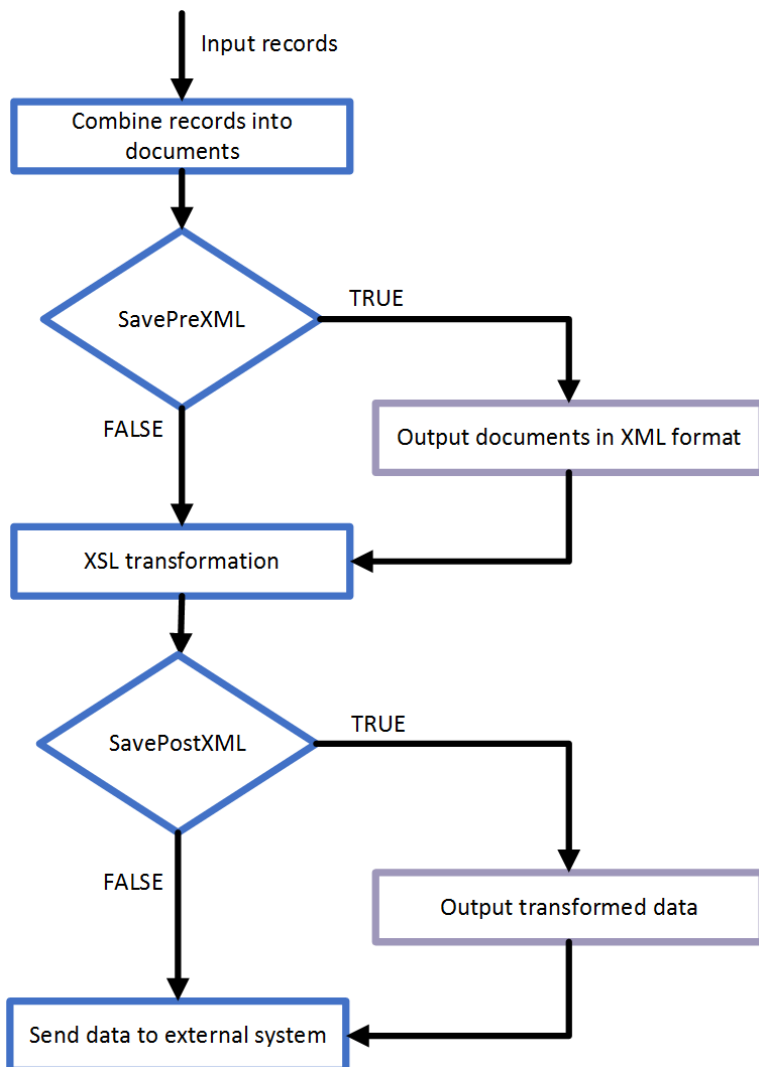 Input records
Combine records into
documents
SavePreXML
TRUE
FALSE
Output documents in XML format
XSL transformation
SavePostXML
TRUE
FALSE
Output transformed data
Send data to external system